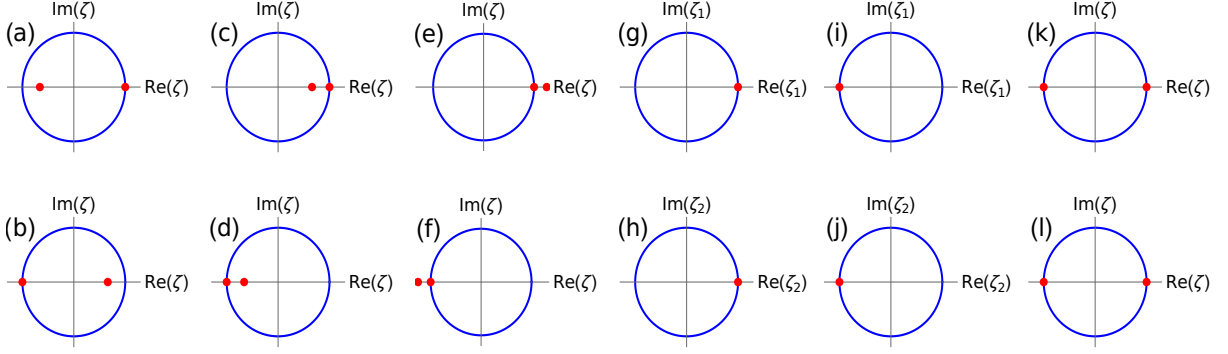 Im(ζ) Im(ζ) Im(ζ) Im(ζ₁) Im(ζ₁) Im(ζ)
(a) (c) (e) (g) (i) (k)
Re(ζ) Re(ζ) Re(ζ) Re(ζ₁) Re(ζ₁) Re(ζ)
Im(ζ) Im(ζ) Im(ζ) Im(ζ₂) Im(ζ₂) Im(ζ)
(b) (d) (f) (h) (j) (l)
Re(ζ) Re(ζ) Re(ζ) Re(ζ₂) Re(ζ₂) Re(ζ)